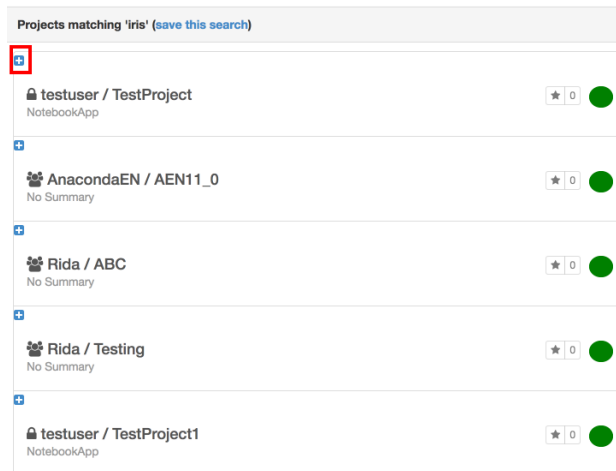 Projects matching 'iris' (save this search)
testuser / TestProject
0
NotebookApp
AnacondaEN / AEN11_0
0
No Summary
Rida / ABC
0
No Summary
Rida / Testing
0
No Summary
testuser / TestProject1
0
NotebookApp